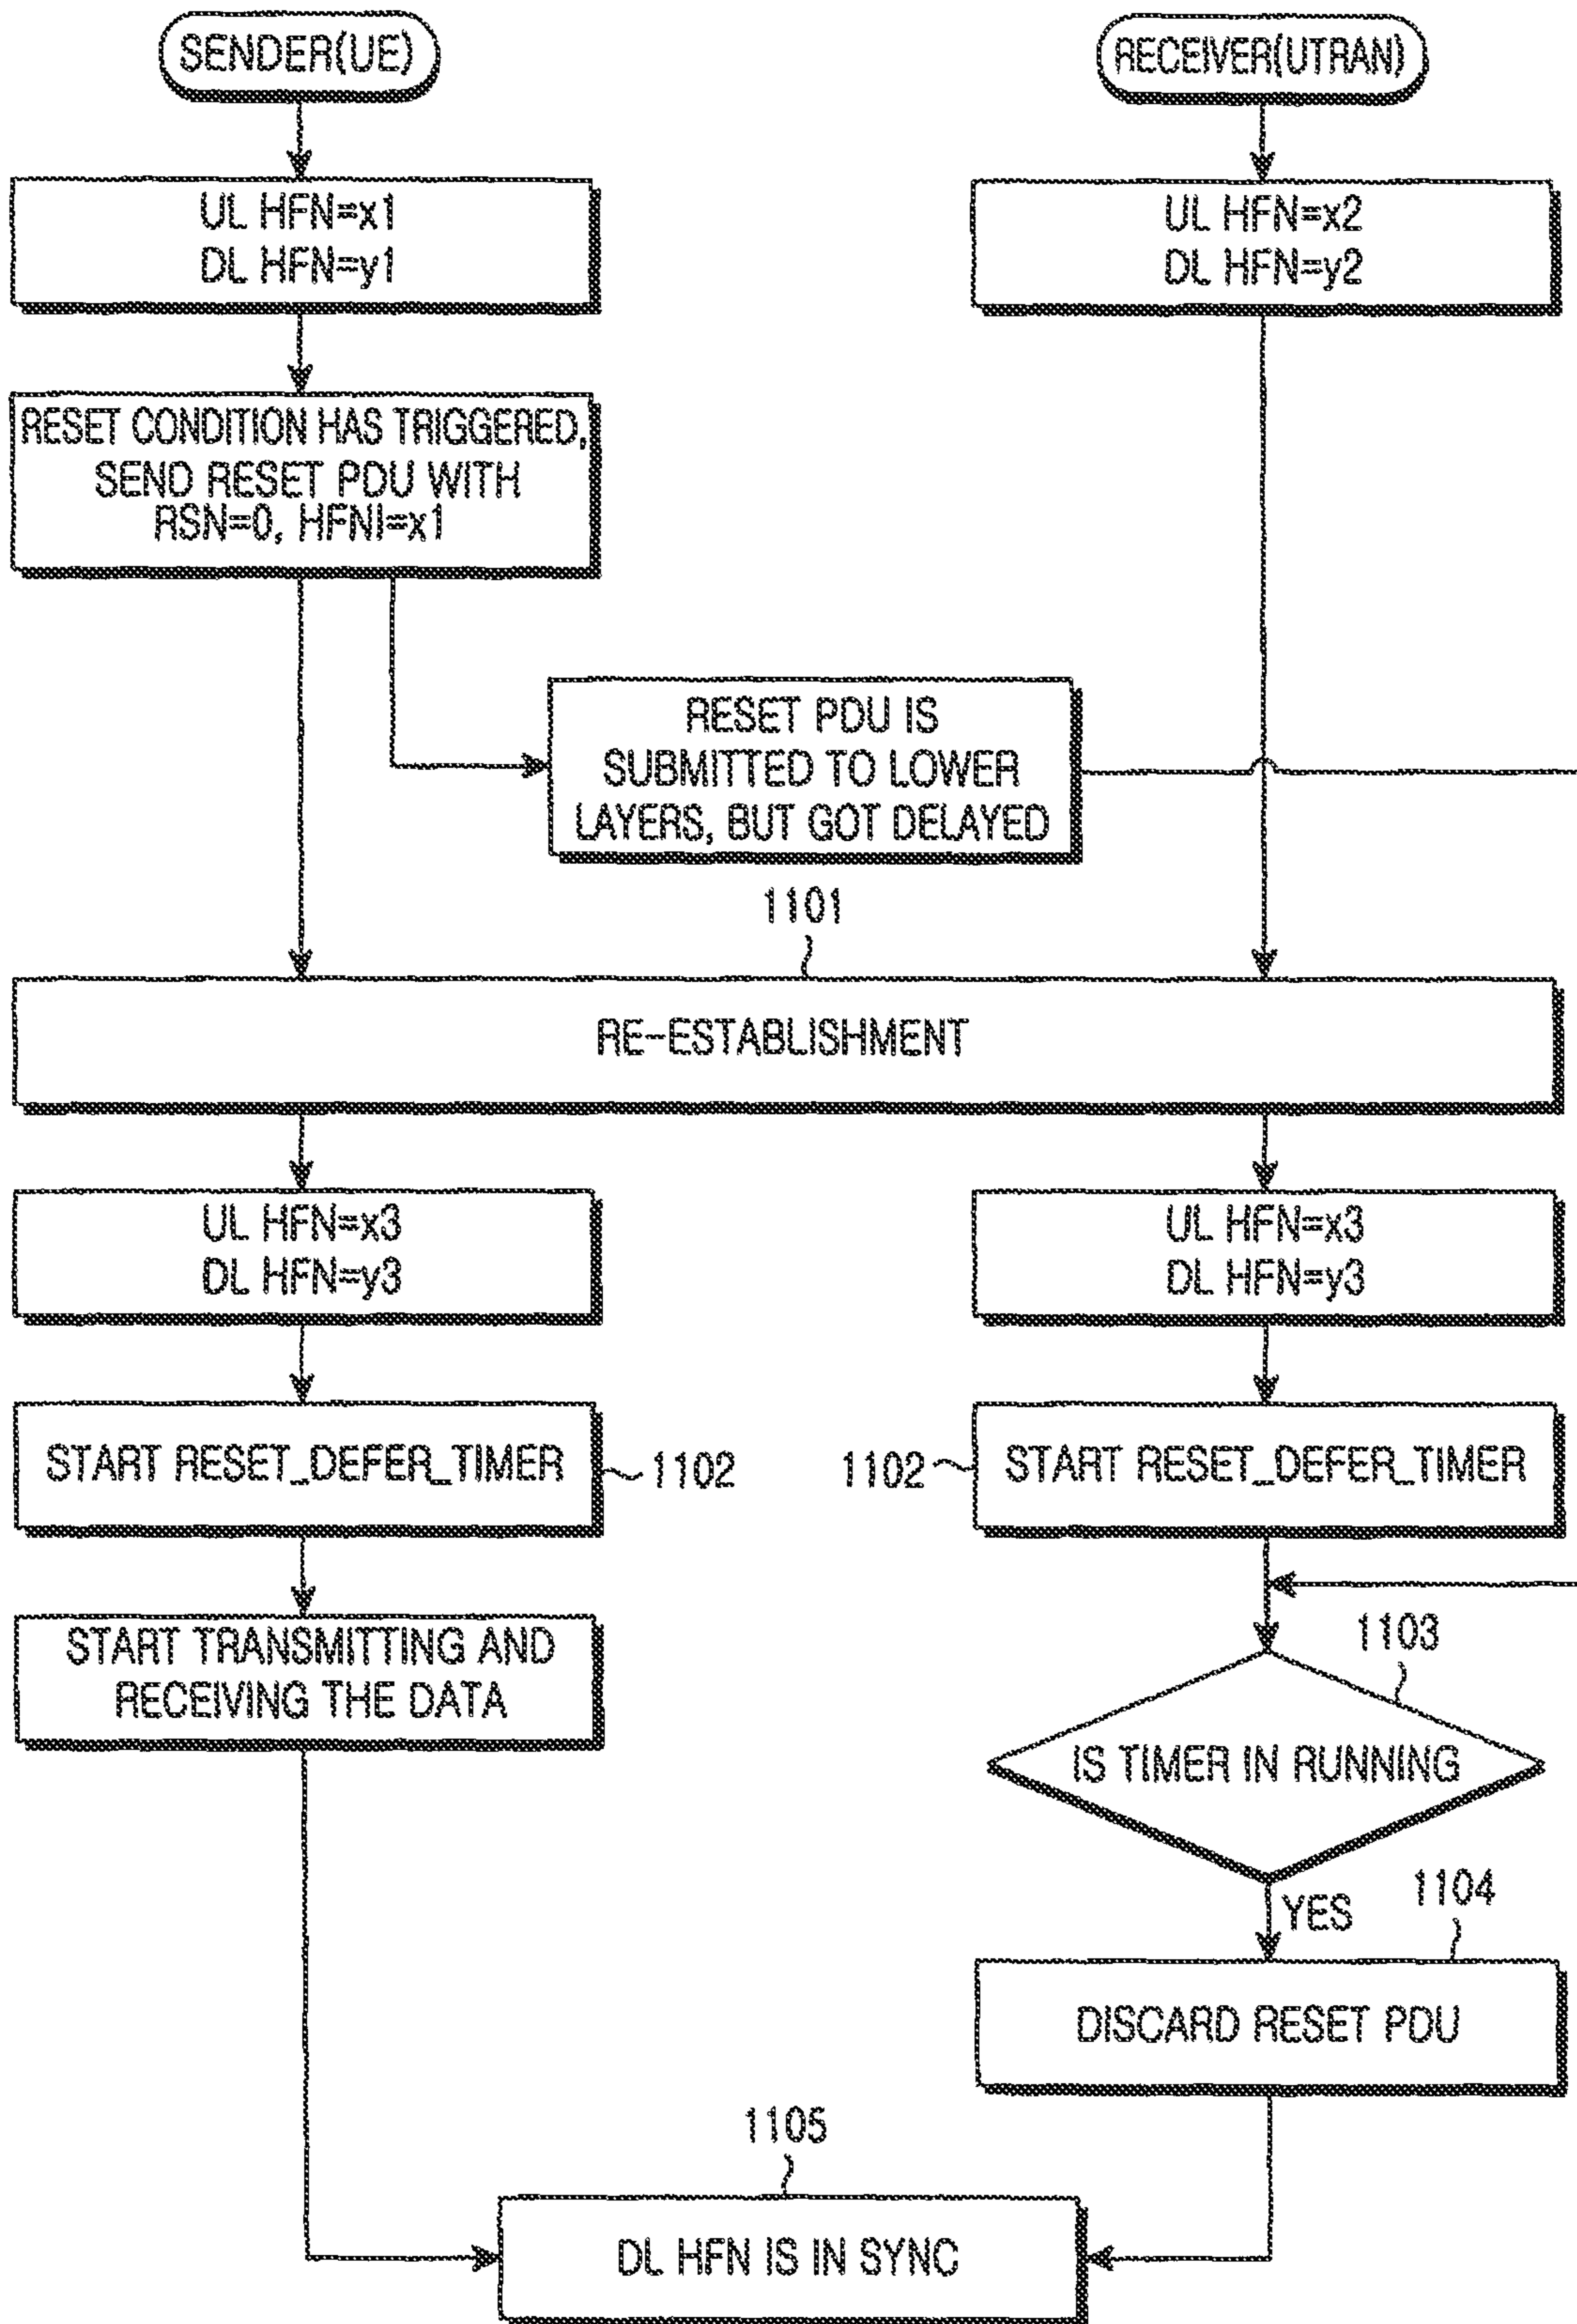 SENDER(UE)
RECEIVER(UTRAN)
UL HFN=x1
DL HFN=y1
UL HFN=x2
DL HFN=y2
RESET CONDITION HAS TRIGGERED,
SEND RESET PDU WITH
RSN=0, HFNI=x1
RESET PDU IS
SUBMITTED TO LOWER
LAYERS, BUT GOT DELAYED
1101
RE-ESTABLISHMENT
UL HFN=x3
DL HFN=y3
UL HFN=x3
DL HFN=y3
START RESET_DEFER_TIMER
1102
1102
START RESET_DEFER_TIMER
START TRANSMITTING AND
RECEIVING THE DATA
1103
IS TIMER IN RUNNING
YES
1104
DISCARD RESET PDU
1105
DL HFN IS IN SYNC